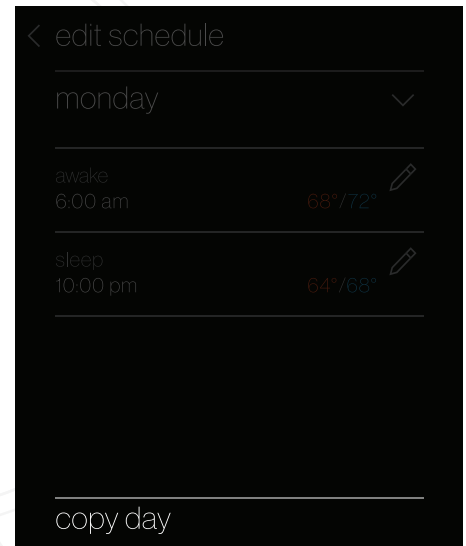 edit schedule
monday
awake
6:00 am 68°/72°
sleep
10:00 pm 64°/68°
copy day